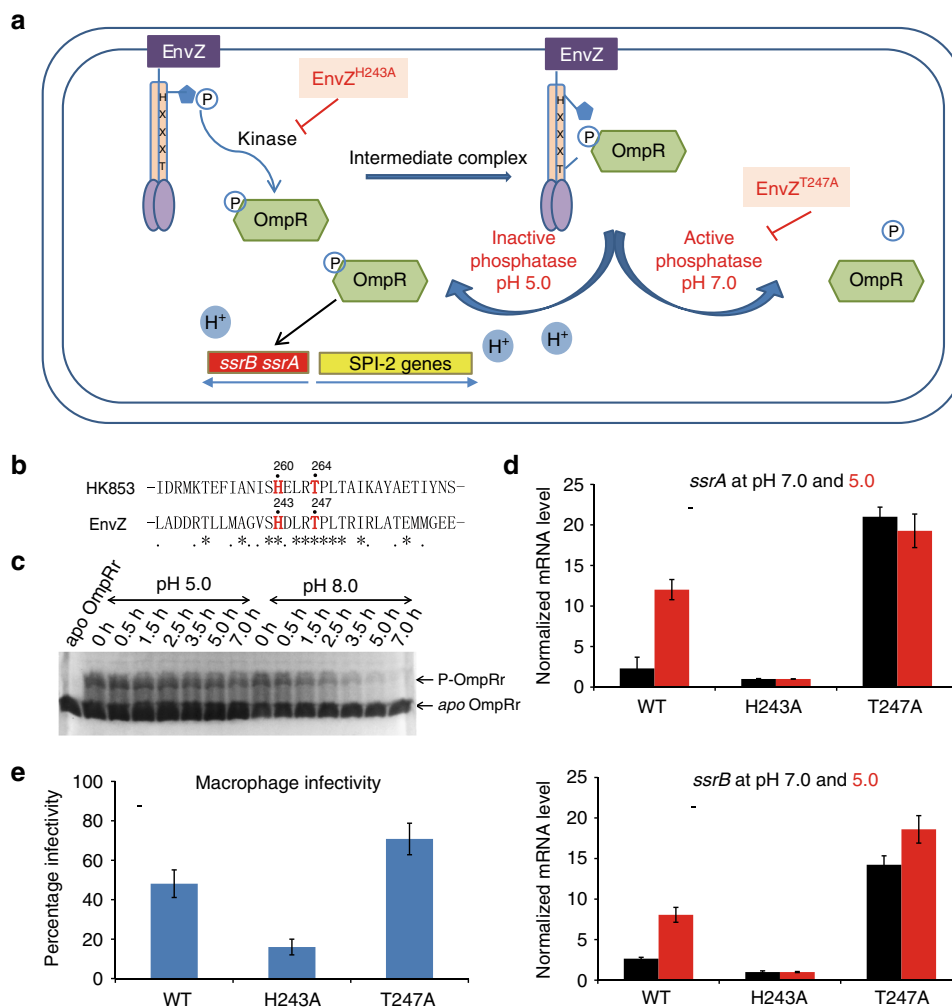 a
EnvZ
EnvZ
EnvZH243A
P
H
X
X
X
X
T
Kinase
P
OmpR
Intermediate complex
H
X
X
X
X
T
P
OmpR
EnvZT247A
P
OmpR
Inactive
phosphatase
pH 5.0
Active
phosphatase
pH 7.0
P
OmpR
H+
H+
H+
ssrB ssrA
SPI-2 genes
b
260 264
HK853 –IDRMKTEFIANISHELRTPLTAIKAYAETIYNS–
243 247
EnvZ –LADDRTLLMAGVSHDLRTPLTRIRLATEMMGEE–
. * *. ** ****** . * . . * .
c
pH 5.0 pH 8.0
apo OmpRr 0 h 0.5 h 1.5 h 2.5 h 3.5 h 5.0 h 7.0 h 0 h 0.5 h 1.5 h 2.5 h 3.5 h 5.0 h 7.0 h
P-OmpRr
apo OmpRr
d
ssrA at pH 7.0 and 5.0
Normalized mRNA level
25
20
15
10
5
0
WT H243A T247A
ssrB at pH 7.0 and 5.0
Normalized mRNA level
25
20
15
10
5
0
WT H243A T247A
e
Macrophage infectivity
Percentage infectivity
100
80
60
40
20
0
WT H243A T247A